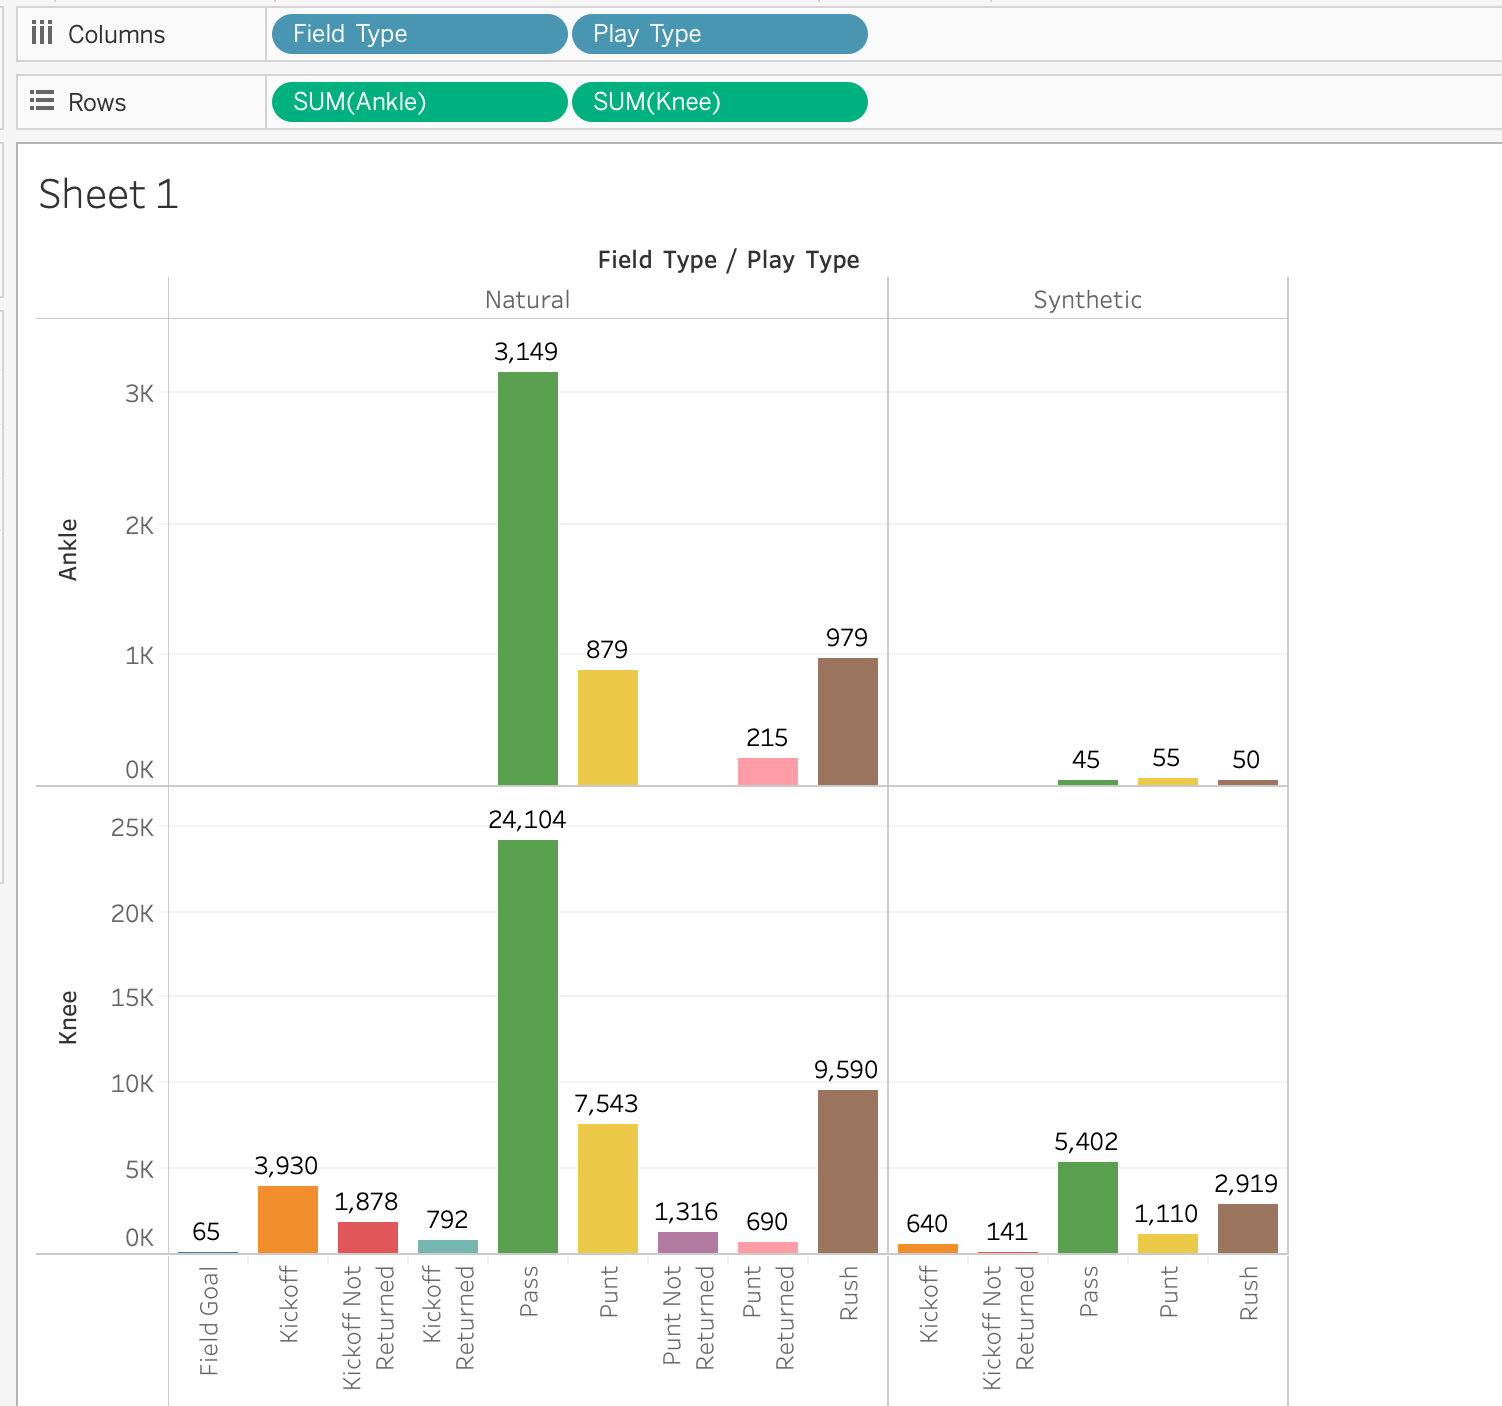 Columns
Field Type
Play Type
Rows
SUM(Ankle)
SUM(Knee)
Sheet 1
Field Type / Play Type
Natural
Synthetic
Ankle
3K
2K
1K
0K
3,149
879
215
979
45
55
50
Knee
25K
20K
15K
10K
5K
0K
65
3,930
1,878
792
24,104
7,543
1,316
690
9,590
640
141
5,402
1,110
2,919
Field Goal
Kickoff
Kickoff Not
Returned
Kickoff
Returned
Pass
Punt
Punt Not
Returned
Punt
Returned
Rush
Kickoff
Kickoff Not
Returned
Pass
Punt
Rush